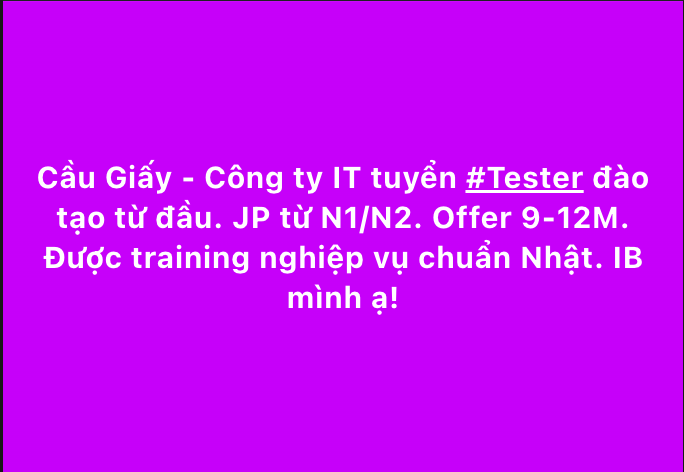 Cầu Giấy - Công ty IT tuyển #Tester đào
tạo từ đầu. JP từ N1/N2. Offer 9-12M.
Được training nghiệp vụ chuẩn Nhật. IB
mình ạ!